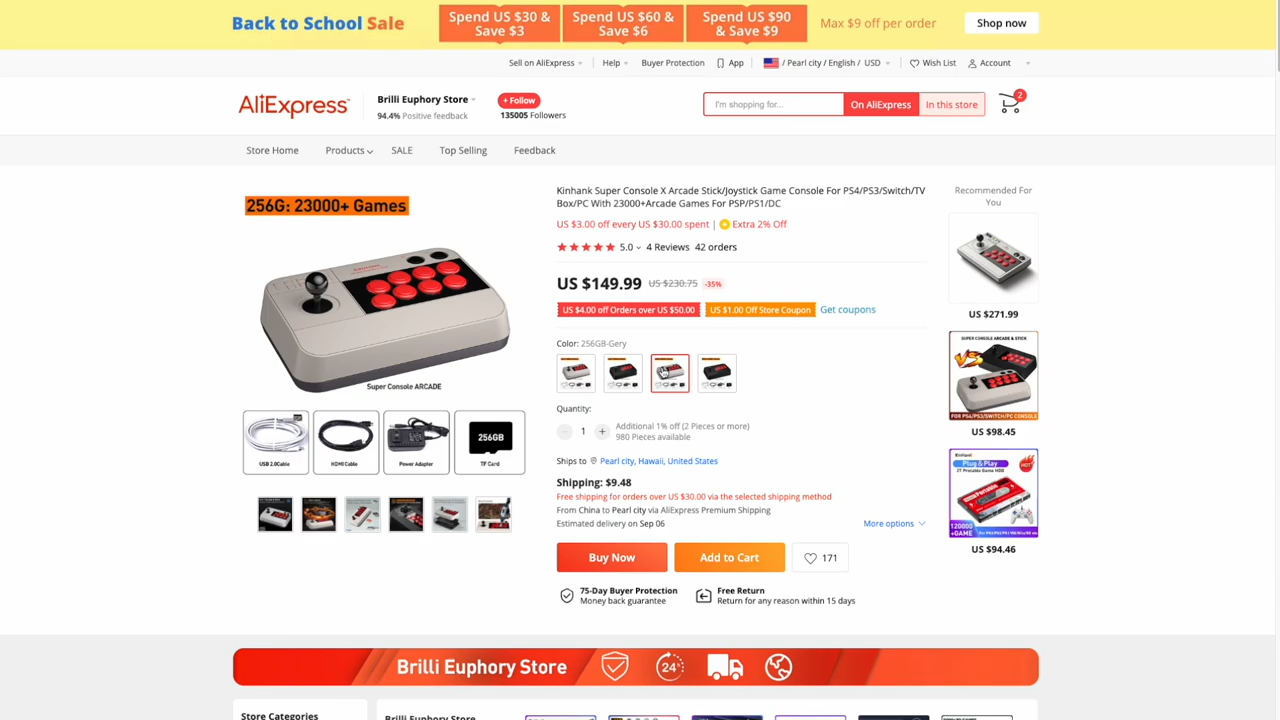 Back to School Sale
Spend US $30 &
Save $3
Spend US $60 &
Save $6
Spend US $90
& Save $9
Max $9 off per order
Shop now
Sell on AliExpress
Help
Buyer Protection
App
/ Pearl city / English / USD
Wish List
Account
AliExpress
Brilli Euphory Store
94.4% Positive feedback
+ Follow
135005 Followers
I'm shopping for...
On AliExpress
In this store
2
Store Home
Products
SALE
Top Selling
Feedback
256G: 23000+ Games
Super Console ARCADE
USB 2.0Cable
HDMI Cable
Power Adapter
256GB
TF Card
Kinhank Super Console X Arcade Stick/Joystick Game Console For PS4/PS3/Switch/TV
Box/PC With 23000+Arcade Games For PSP/PS1/DC
US $3.00 off every US $30.00 spent | Extra 2% Off
5.0 4 Reviews 42 orders
US $149.99 US $230.75 -35%
US $4.00 off Orders over US $50.00
US $1.00 Off Store Coupon
Get coupons
Color: 256GB-Gery
Quantity:
1
Additional 1% off (2 Pieces or more)
980 Pieces available
Ships to Pearl city, Hawaii, United States
Shipping: $9.48
Free shipping for orders over US $30.00 via the selected shipping method
From China to Pearl city via AliExpress Premium Shipping
Estimated delivery on Sep 06
More options
Buy Now
Add to Cart
171
75-Day Buyer Protection
Money back guarantee
Free Return
Return for any reason within 15 days
Recommended For
You
US $271.99
SUPER CONSOLE ARCADE & STICK
VS
FOR PS4/PS3/SWITCH/PC CONSOLE
US $98.45
Kinhank
Plug & Play
HOT
2T Portable Game HDD
120000
+GAME
US $94.46
Brilli Euphory Store
24
Store Categories
Brilli Euphory Store